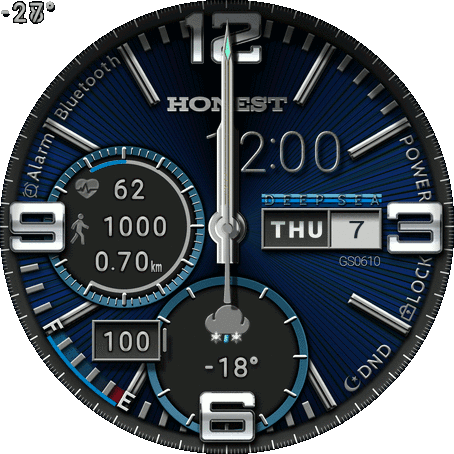 -28°
12
Bluetooth
HONEST
Alarm
12:00
POWER
62
DEEP SEA
1000
THU 7
9
3
0.70km
GS0610
LOCK
F
100
-18°
DND
E
6